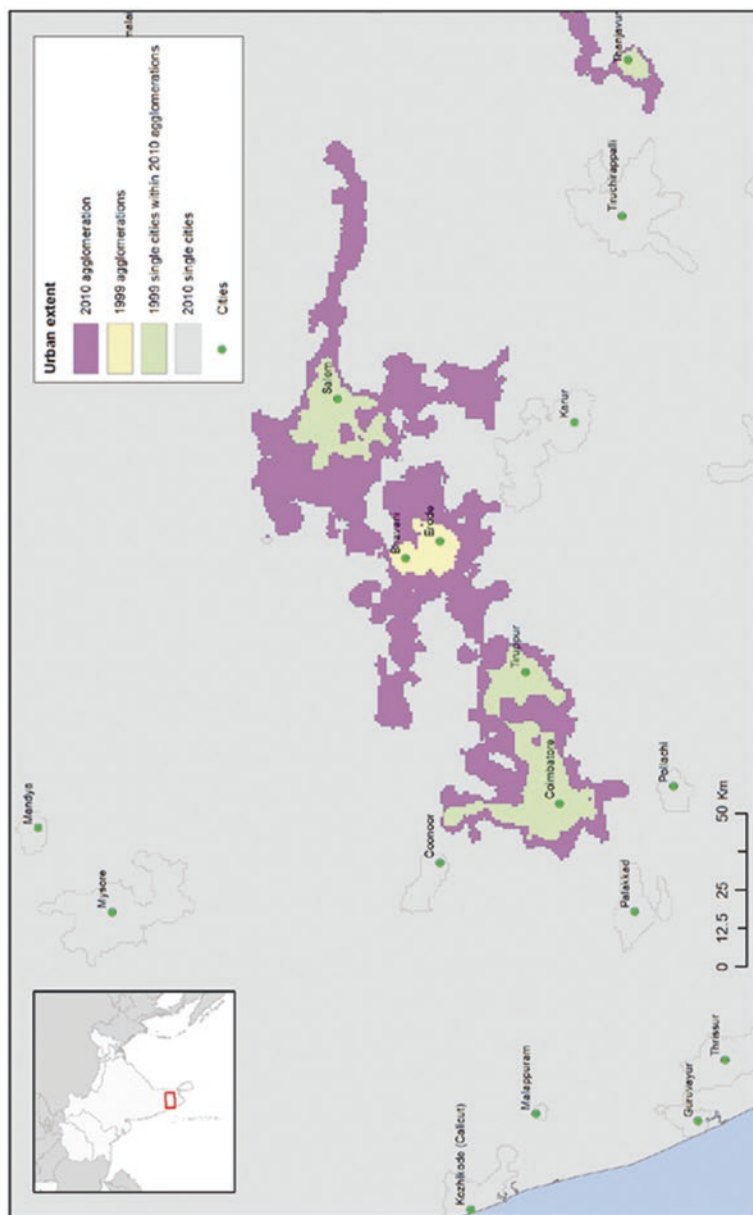 Urban extent
2010 agglomeration
1999 agglomerations
1999 single cities within 2010 agglomerations
2010 single cities
Cities
malai
Mandya
Mysore
Salem
Bhavani
Erode
Tiruppur
Coimbatore
Coonoor
Karur
Tiruchirappalli
Thanjavur
Pollachi
Palakkad
Kozhikode (Calicut)
Malappuram
Guruvayur
Thrissur
0 12.5 25 50 Km